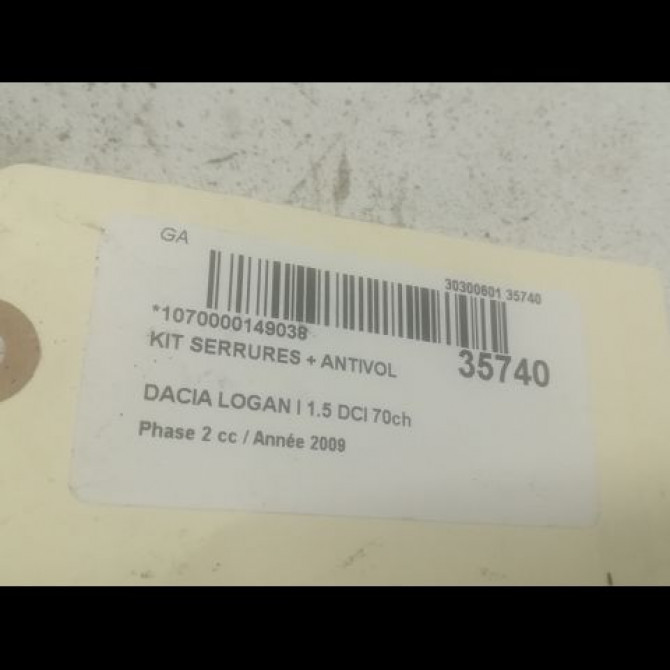 GA
30300601 35740
*1070000149038
KIT SERRURES + ANTIVOL
35740
DACIA LOGAN I 1.5 DCI 70ch
Phase 2 cc / Année 2009